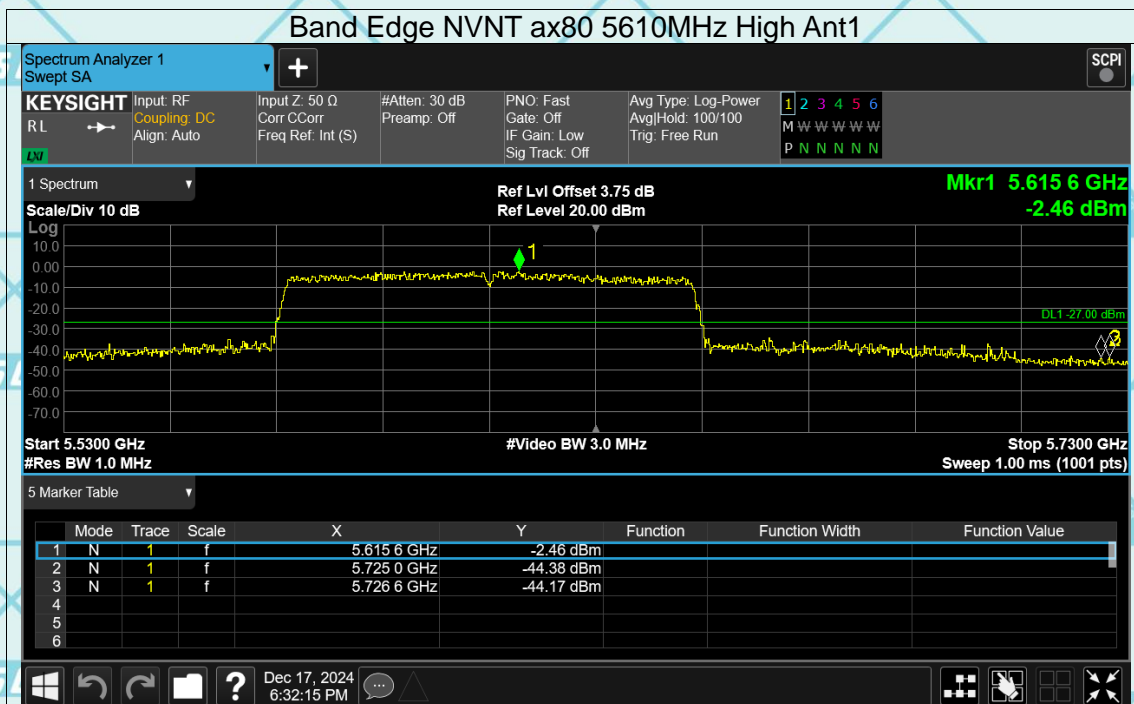 Band Edge NVNT ax80 5610MHz High Ant1
Spectrum Analyzer 1
Swept SA
+
SCPI
KEYSIGHT
RL
LXI
Input: RF
Coupling: DC
Align: Auto
Input Z: 50 Ω
Corr CCorr
Freq Ref: Int (S)
#Atten: 30 dB
Preamp: Off
PNO: Fast
Gate: Off
IF Gain: Low
Sig Track: Off
Avg Type: Log-Power
Avg|Hold: 100/100
Trig: Free Run
1 2 3 4 5 6
M W W W W W
P N N N N N
1 Spectrum
Scale/Div 10 dB
Ref Lvl Offset 3.75 dB
Ref Level 20.00 dBm
Mkr1 5.615 6 GHz
-2.46 dBm
Log
10.0
0.00
-10.0
-20.0
-30.0
-40.0
-50.0
-60.0
-70.0
1
DL1 -27.00 dBm
Start 5.5300 GHz
#Res BW 1.0 MHz
#Video BW 3.0 MHz
Stop 5.7300 GHz
Sweep 1.00 ms (1001 pts)
5 Marker Table
Mode Trace Scale X Y Function Function Width Function Value
1 N 1 f 5.615 6 GHz -2.46 dBm
2 N 1 f 5.725 0 GHz -44.38 dBm
3 N 1 f 5.726 6 GHz -44.17 dBm
4
5
6
?
Dec 17, 2024
6:32:15 PM